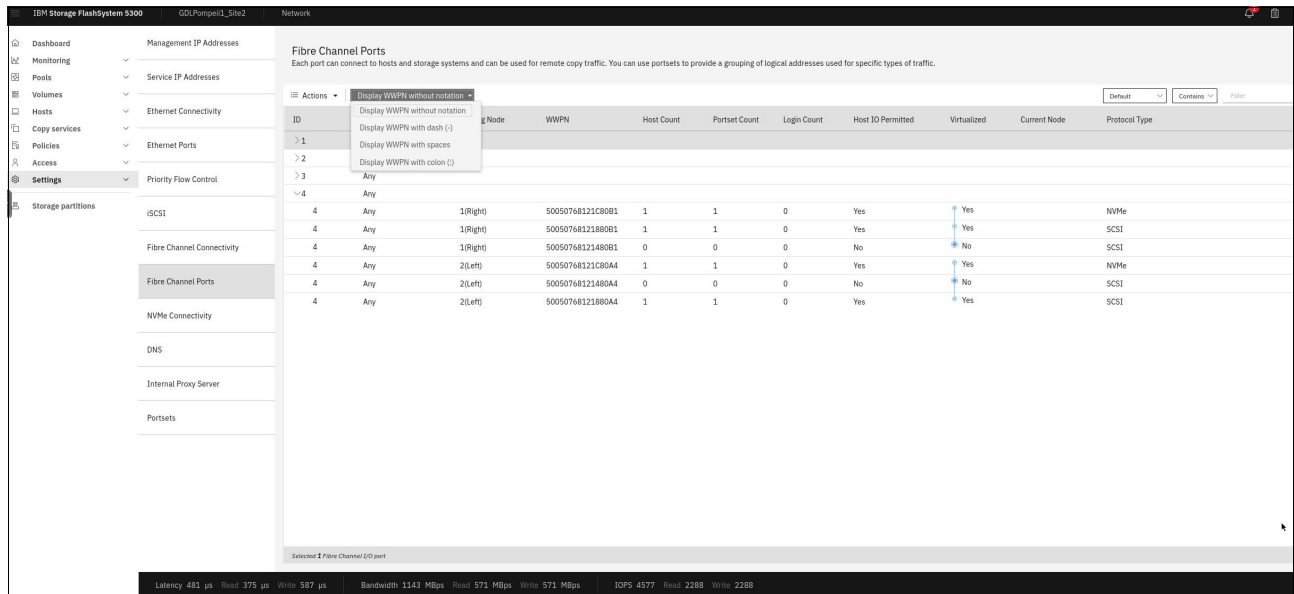 IBM Storage FlashSystem 5300 GDLPompeii1_Site2 Network
Dashboard
Monitoring
Pools
Volumes
Hosts
Copy services
Policies
Access
Settings
Storage partitions
Management IP Addresses
Service IP Addresses
Ethernet Connectivity
Ethernet Ports
Priority Flow Control
iSCSI
Fibre Channel Connectivity
Fibre Channel Ports
NVMe Connectivity
DNS
Internal Proxy Server
Portsets
Fibre Channel Ports
Each port can connect to hosts and storage systems and can be used for remote copy traffic. You can use portsets to provide a grouping of logical addresses used for specific types of traffic.
Actions Display WWPN without notation Default Contains Filter
Display WWPN without notation
Display WWPN with dash (-)
Display WWPN with spaces
Display WWPN with colon (:)
ID g Node WWPN Host Count Portset Count Login Count Host IO Permitted Virtualized Current Node Protocol Type
1
2
3 Any
4 Any
4 Any 1(Right) 50050768121C80B1 1 1 0 Yes Yes NVMe
4 Any 1(Right) 50050768121880B1 1 1 0 Yes Yes SCSI
4 Any 1(Right) 50050768121480B1 0 0 0 No No SCSI
4 Any 2(Left) 50050768121C80A4 1 1 0 Yes Yes NVMe
4 Any 2(Left) 50050768121480A4 0 0 0 No No SCSI
4 Any 2(Left) 50050768121880A4 1 1 0 Yes Yes SCSI
Selected 1 Fibre Channel I/O port
Latency 481 μs Read 375 μs Write 587 μs Bandwidth 1143 MBps Read 571 MBps Write 571 MBps IOPS 4577 Read 2288 Write 2288